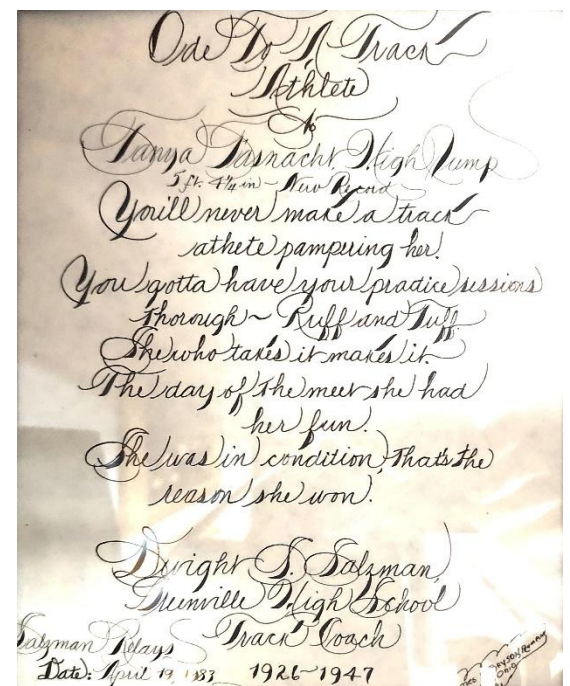 Ode To A Track
Athlete
to
Tanya Fasnacht High Jump
5 ft. 4¼ in ~ New Record ~
You'll never make a track
athete pampering her.
You gotta have your practice sessions
Thorough ~ Ruff and Tuff.
She who takes it makes it.
The day of the meet she had
her fun.
She was in condition, that's the
reason she won.
Dwight S. Salzman,
Greenville High School
Track Coach
1926~1947
Salzman Relays
Date: April 19, 1983
Ohio